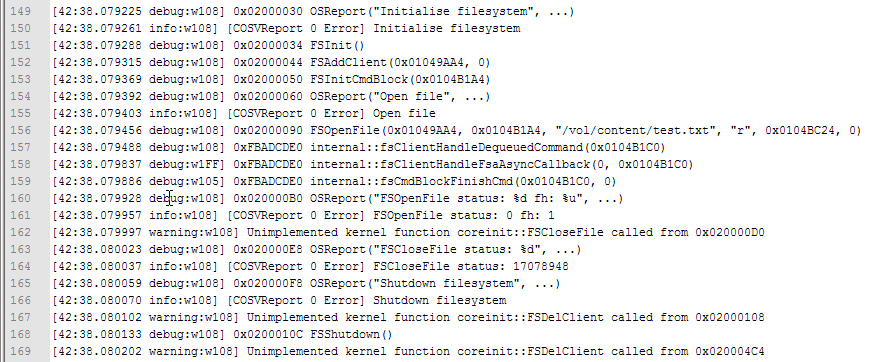 149 [42:38.079225 debug:w108] 0x02000030 OSReport("Initialise filesystem", ...)
150 [42:38.079261 info:w108] [COSVReport 0 Error] Initialise filesystem
151 [42:38.079288 debug:w108] 0x02000034 FSInit()
152 [42:38.079315 debug:w108] 0x02000044 FSAddClient(0x01049AA4, 0)
153 [42:38.079369 debug:w108] 0x02000050 FSInitCmdBlock(0x0104B1A4)
154 [42:38.079392 debug:w108] 0x02000060 OSReport("Open file", ...)
155 [42:38.079403 info:w108] [COSVReport 0 Error] Open file
156 [42:38.079456 debug:w108] 0x02000090 FSOpenFile(0x01049AA4, 0x0104B1A4, "/vol/content/test.txt", "r", 0x0104BC24, 0)
157 [42:38.079488 debug:w108] 0xFBADCDE0 internal::fsClientHandleDequeuedCommand(0x0104B1C0)
158 [42:38.079837 debug:w1FF] 0xFBADCDE0 internal::fsClientHandleFsaAsyncCallback(0, 0x0104B1C0)
159 [42:38.079886 debug:w105] 0xFBADCDE0 internal::fsCmdBlockFinishCmd(0x0104B1C0, 0)
160 [42:38.079928 debug:w108] 0x020000B0 OSReport("FSOpenFile status: %d fh: %u", ...)
161 [42:38.079957 info:w108] [COSVReport 0 Error] FSOpenFile status: 0 fh: 1
162 [42:38.079997 warning:w108] Unimplemented kernel function coreinit::FSCloseFile called from 0x020000D0
163 [42:38.080023 debug:w108] 0x020000E8 OSReport("FSCloseFile status: %d", ...)
164 [42:38.080037 info:w108] [COSVReport 0 Error] FSCloseFile status: 17078948
165 [42:38.080059 debug:w108] 0x020000F8 OSReport("Shutdown filesystem", ...)
166 [42:38.080070 info:w108] [COSVReport 0 Error] Shutdown filesystem
167 [42:38.080102 warning:w108] Unimplemented kernel function coreinit::FSDelClient called from 0x02000108
168 [42:38.080133 debug:w108] 0x0200010C FSShutdown()
169 [42:38.080202 warning:w108] Unimplemented kernel function coreinit::FSDelClient called from 0x020004C4